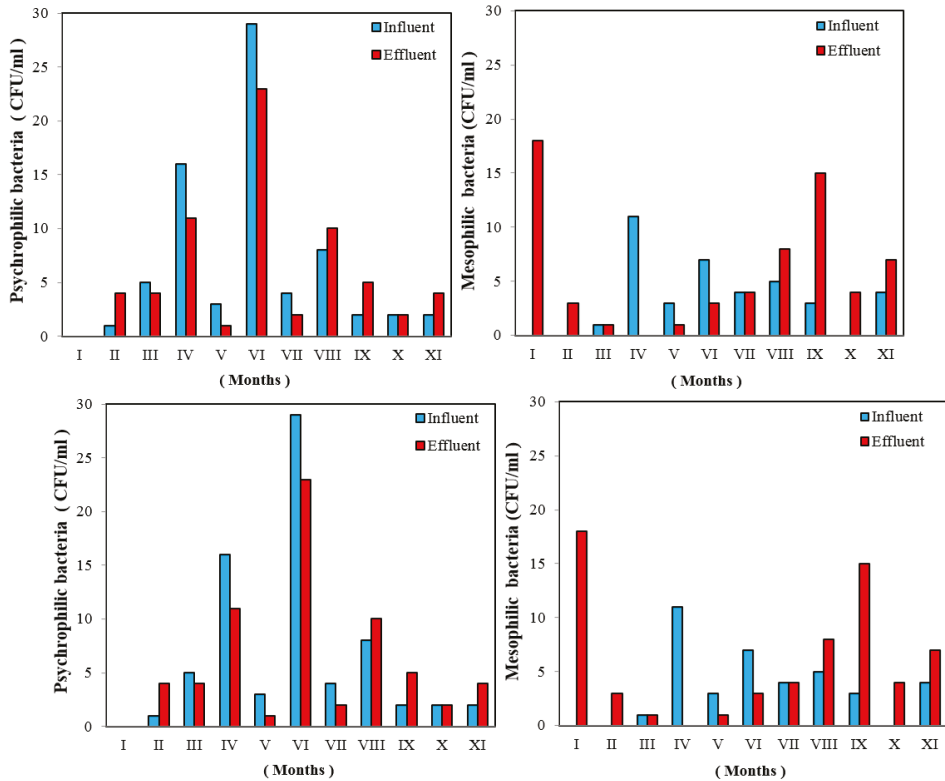 Psychrophilic bacteria ( CFU/ml)
30
25
20
15
10
5
0
Influent
Effluent
I II III IV V VI VII VIII IX X XI
( Months )
Mesophilic bacteria (CFU/ml)
30
25
20
15
10
5
0
Influent
Effluent
I II III IV V VI VII VIII IX X XI
( Months )
Psychrophilic bacteria ( CFU/ml)
30
25
20
15
10
5
0
Influent
Effluent
I II III IV V VI VII VIII IX X XI
( Months )
Mesophilic bacteria (CFU/ml)
30
25
20
15
10
5
0
Influent
Effluent
I II III IV V VI VII VIII IX X XI
( Months )